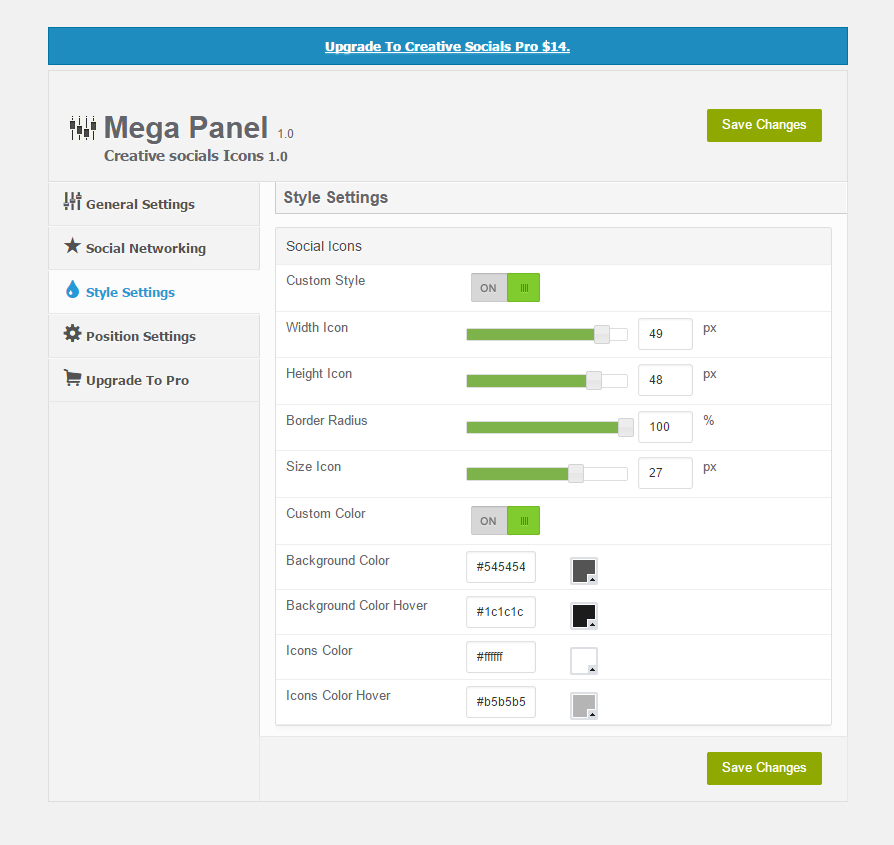 Upgrade To Creative Socials Pro $14.
Mega Panel 1.0
Creative socials Icons 1.0
Save Changes
General Settings
Social Networking
Style Settings
Position Settings
Upgrade To Pro
Style Settings
Social Icons
Custom Style ON
Width Icon 49 px
Height Icon 48 px
Border Radius 100 %
Size Icon 27 px
Custom Color ON
Background Color #545454
Background Color Hover #1c1c1c
Icons Color #ffffff
Icons Color Hover #b5b5b5
Save Changes